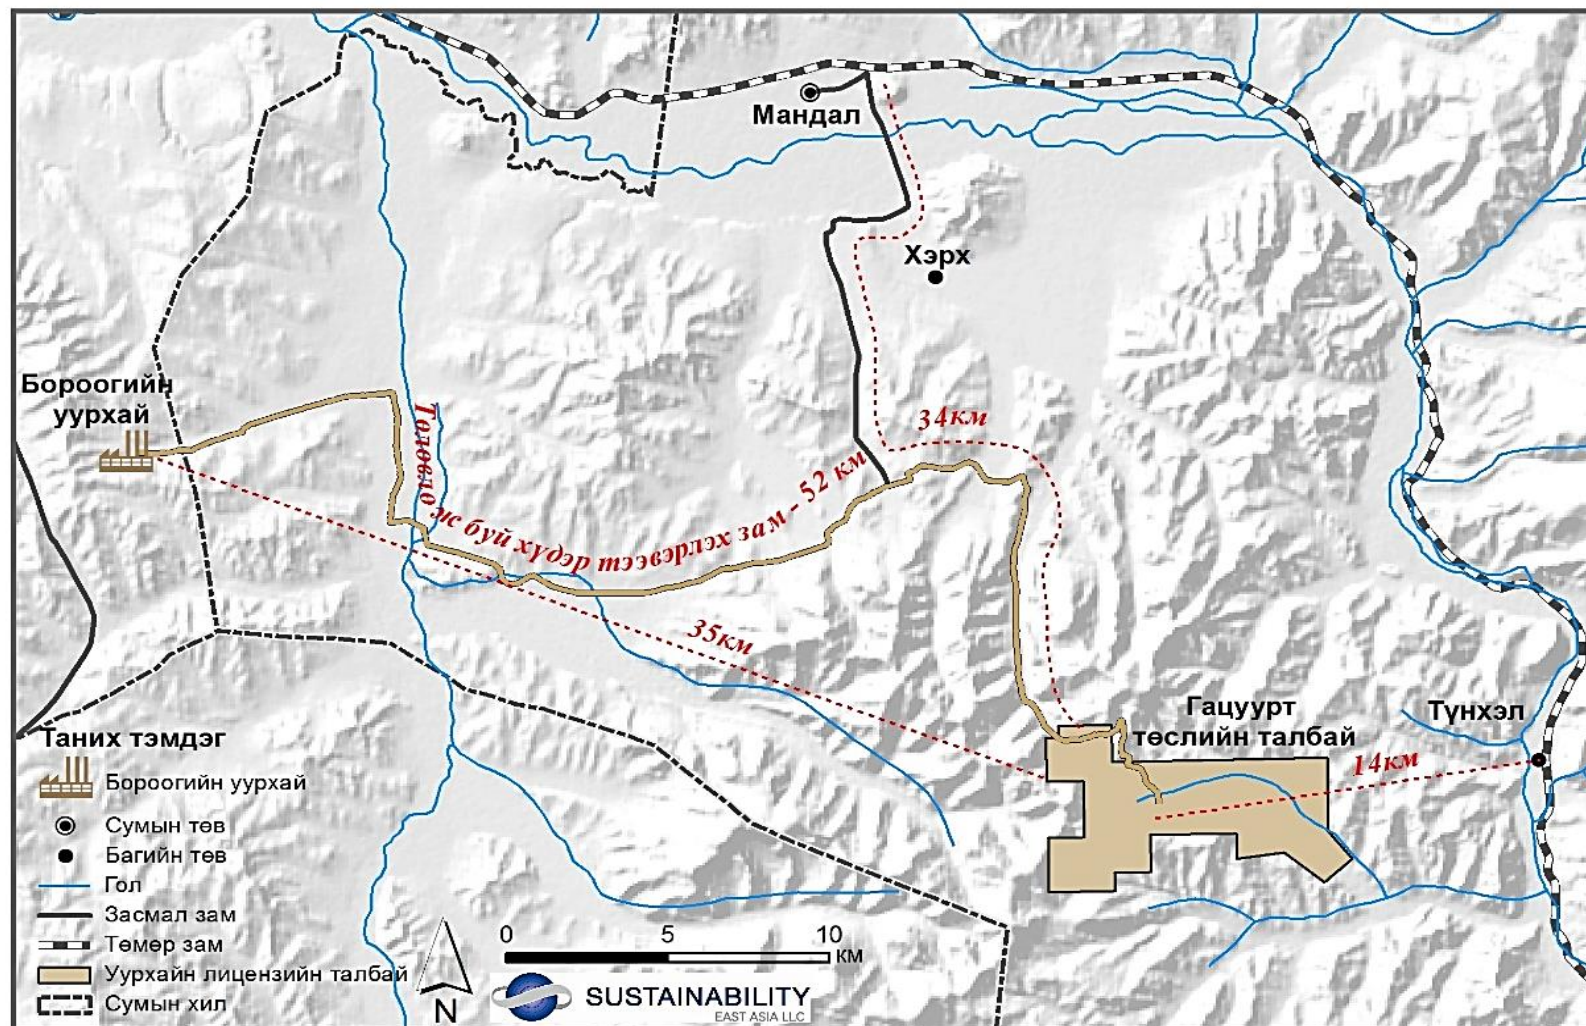 Мандал
Хэрх
Бороогийн
уурхай
34км
Төлөвлөж буй хүдэр тээвэрлэх зам - 52 км
35км
Гацуурт
төслийн талбай
Түнхэл
14км
Таних тэмдэг
Бороогийн уурхай
Сумын төв
Багийн төв
Гол
Засмал зам
Төмөр зам
Уурхайн лицензийн талбай
Сумын хил
N
0 5 10
км
SUSTAINABILITY
EAST ASIA LLC